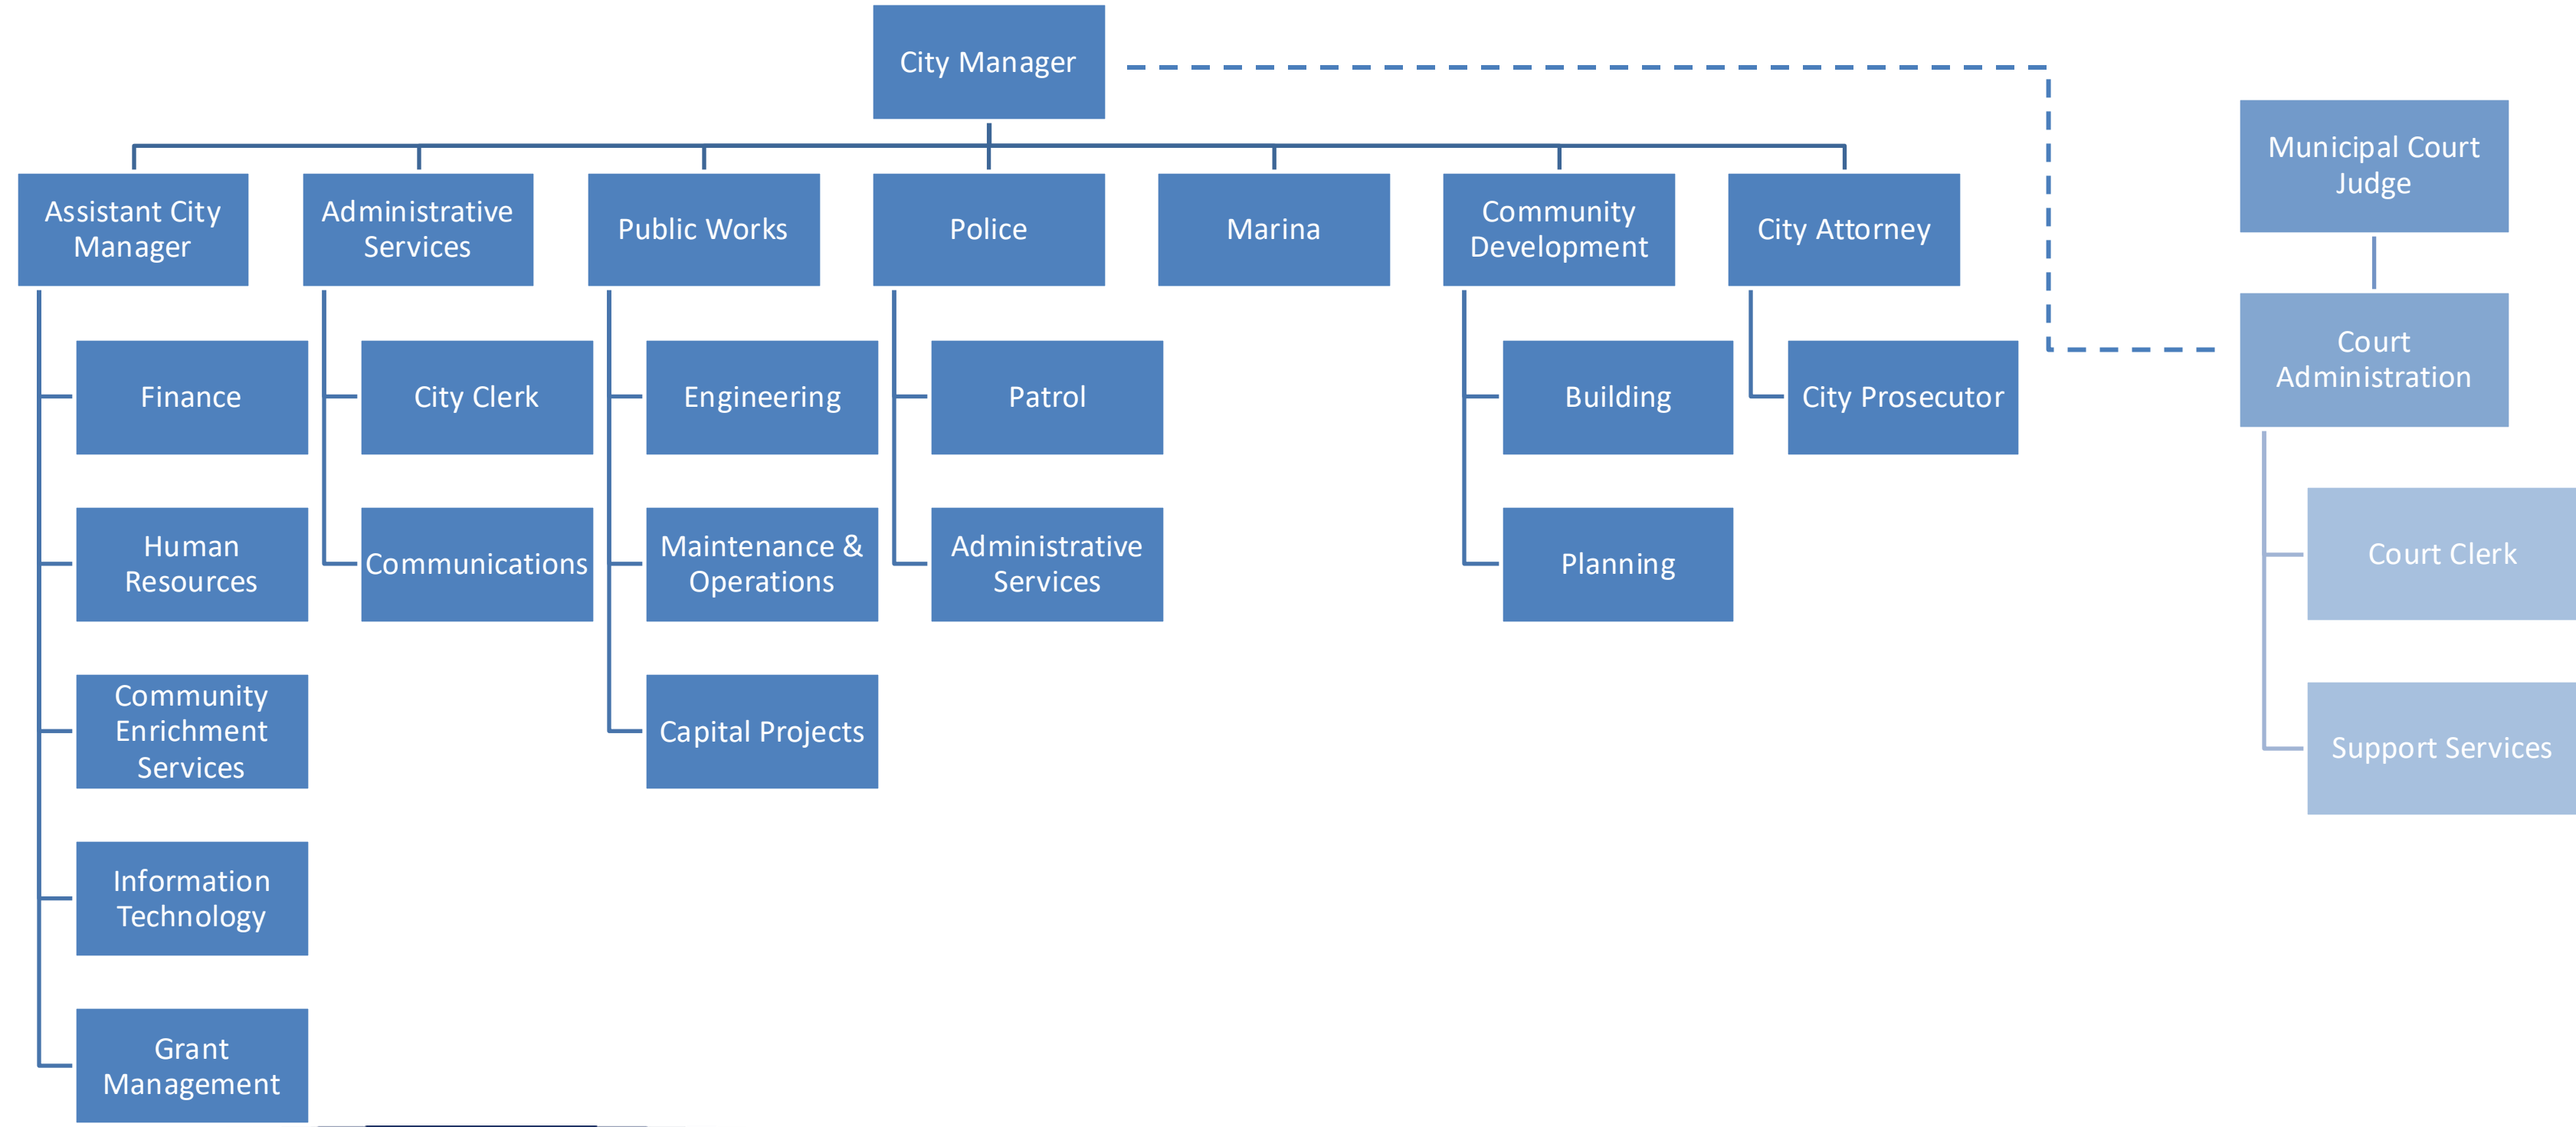 City Manager
Municipal Court
Judge
Assistant City
Manager
Administrative
Services
Public Works
Police
Marina
Community
Development
City Attorney
Court
Administration
Finance
City Clerk
Engineering
Patrol
Building
City Prosecutor
Human
Resources
Communications
Maintenance &
Operations
Administrative
Services
Planning
Court Clerk
Community
Enrichment
Services
Capital Projects
Support Services
Information
Technology
Grant
Management